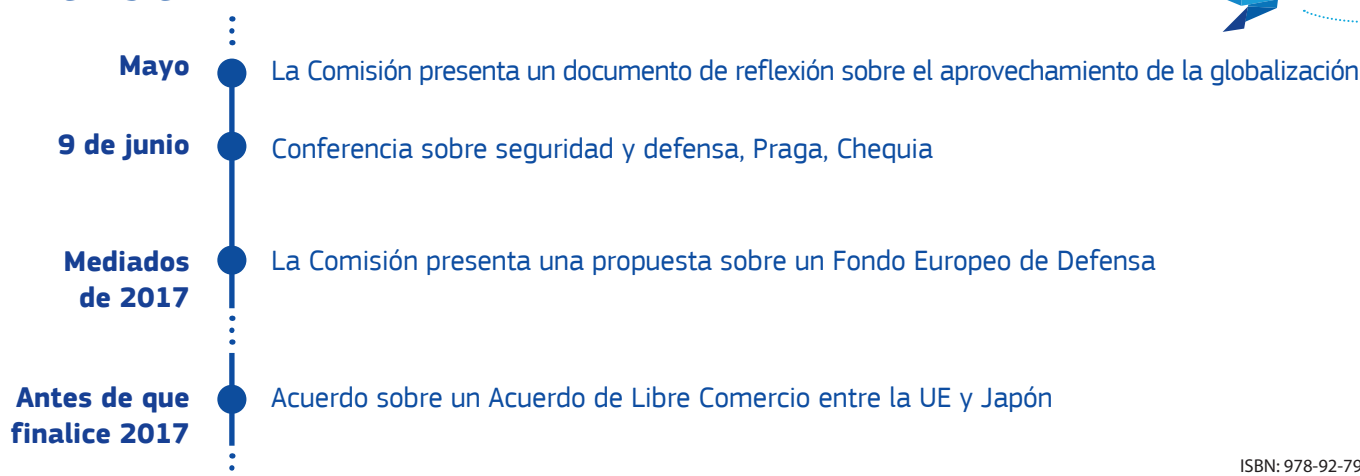 Mayo
La Comisión presenta un documento de reflexión sobre el aprovechamiento de la globalización
9 de junio
Conferencia sobre seguridad y defensa, Praga, Chequia
Mediados
de 2017
La Comisión presenta una propuesta sobre un Fondo Europeo de Defensa
Antes de que
finalice 2017
Acuerdo sobre un Acuerdo de Libre Comercio entre la UE y Japón
ISBN: 978-92-79